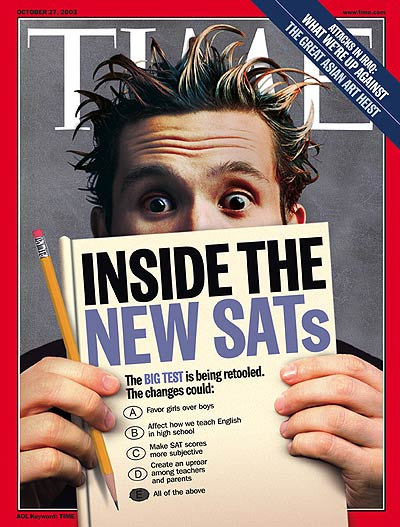 OCTOBER 27, 2003
www.time.com
TIME
ATTACKS IN IRAQ:
WHAT WE'RE UP AGAINST
THE GREAT ASIAN ART HEIST
INSIDE THE
NEW SATs
The BIG TEST is being retooled.
The changes could:
A Favor girls over boys
B Affect how we teach English
in high school
C Make SAT scores
more subjective
D Create an uproar
among teachers
and parents
E All of the above
AOL Keyword: TIME